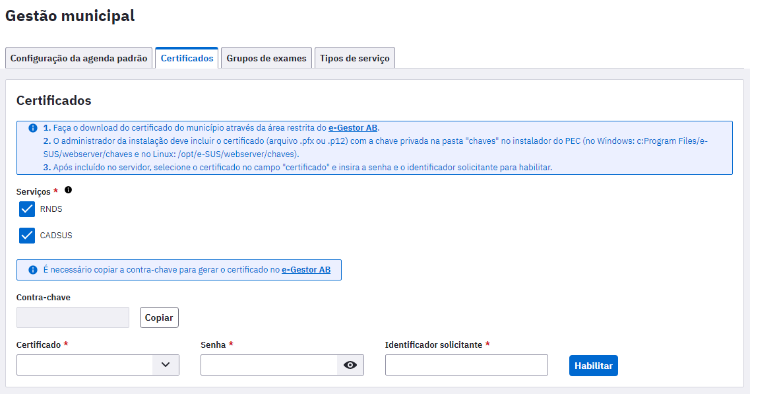 Gestão municipal
Configuração da agenda padrão Certificados Grupos de exames Tipos de serviço
Certificados
1. Faça o download do certificado do município através da área restrita do e-Gestor AB.
2. O administrador da instalação deve incluir o certificado (arquivo .pfx ou .p12) com a chave privada na pasta "chaves" no instalador do PEC (no Windows: c:Program Files/e-
SUS/webserver/chaves e no Linux: /opt/e-SUS/webserver/chaves).
3. Após incluído no servidor, selecione o certificado no campo "certificado" e insira a senha e o identificador solicitante para habilitar.
Serviços *
RNDS
CADSUS
É necessário copiar a contra-chave para gerar o certificado no e-Gestor AB
Contra-chave
Copiar
Certificado * Senha * Identificador solicitante *
Habilitar